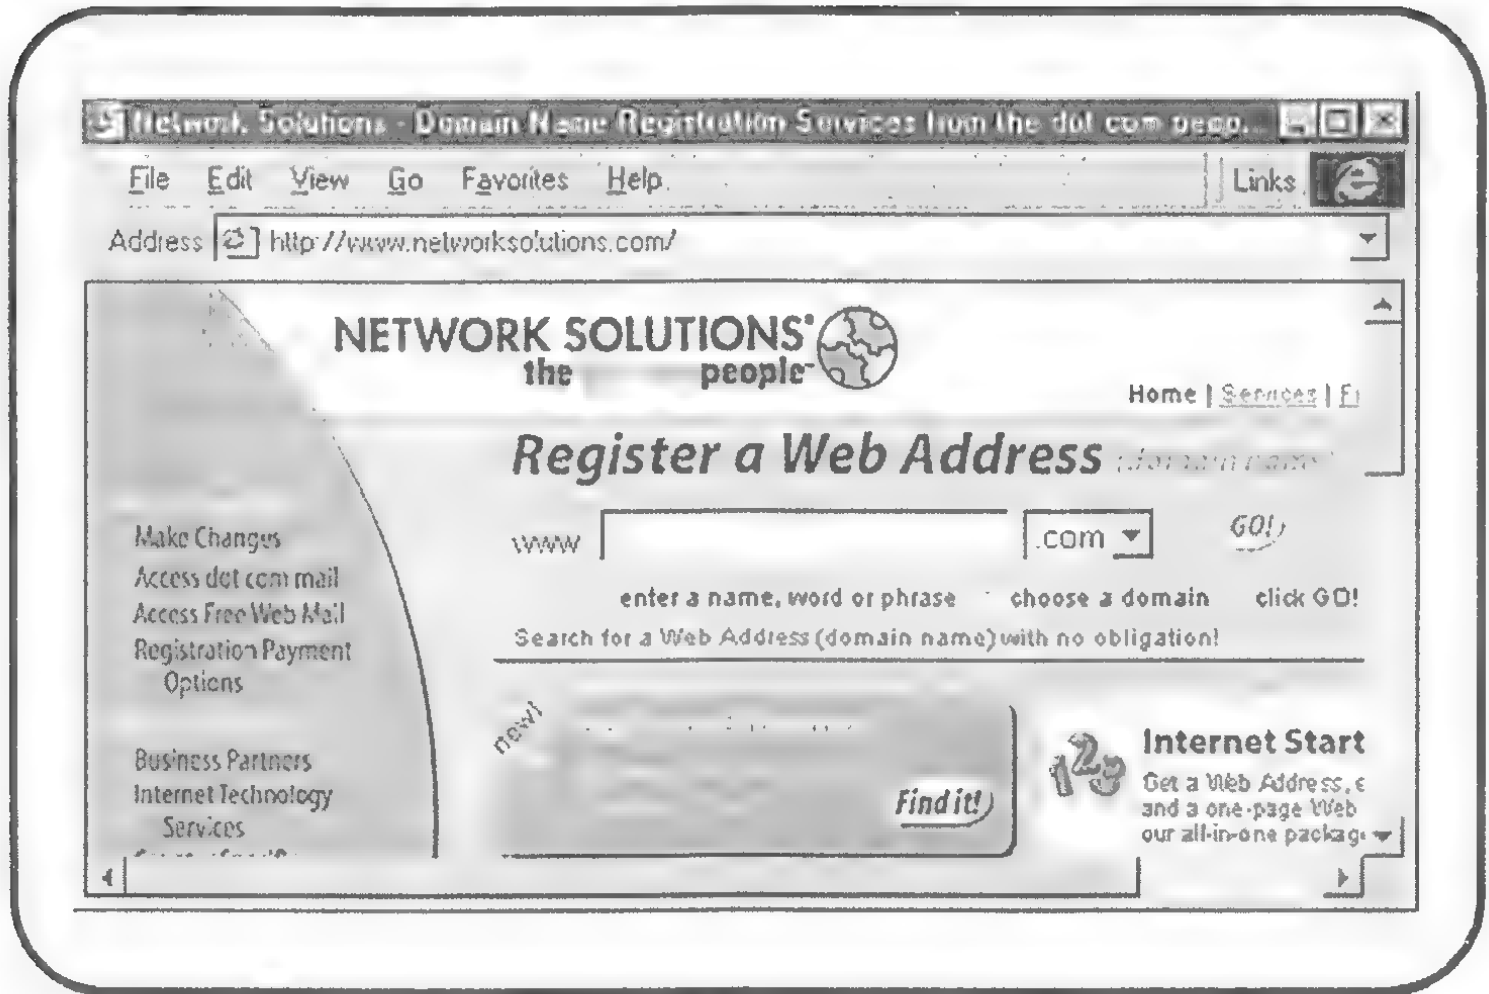 Network Solutions - Domain Name Registration Services from the dot com peop...
File Edit View Go Favorites Help
Links
Address http://www.networksolutions.com/
NETWORK SOLUTIONS
the people
Home | Services |
Register a Web Address (domain name)
Make Changes
Access dot com mail
Access Free Web Mail
Registration Payment
Options
www .com GO!
enter a name, word or phrase choose a domain click GO!
Search for a Web Address (domain name) with no obligation!
Business Partners
Internet Technology
Services
new!
Find it!
123
Internet Start
Get a Web Address, e
and a one-page Web
our all-in-one packag